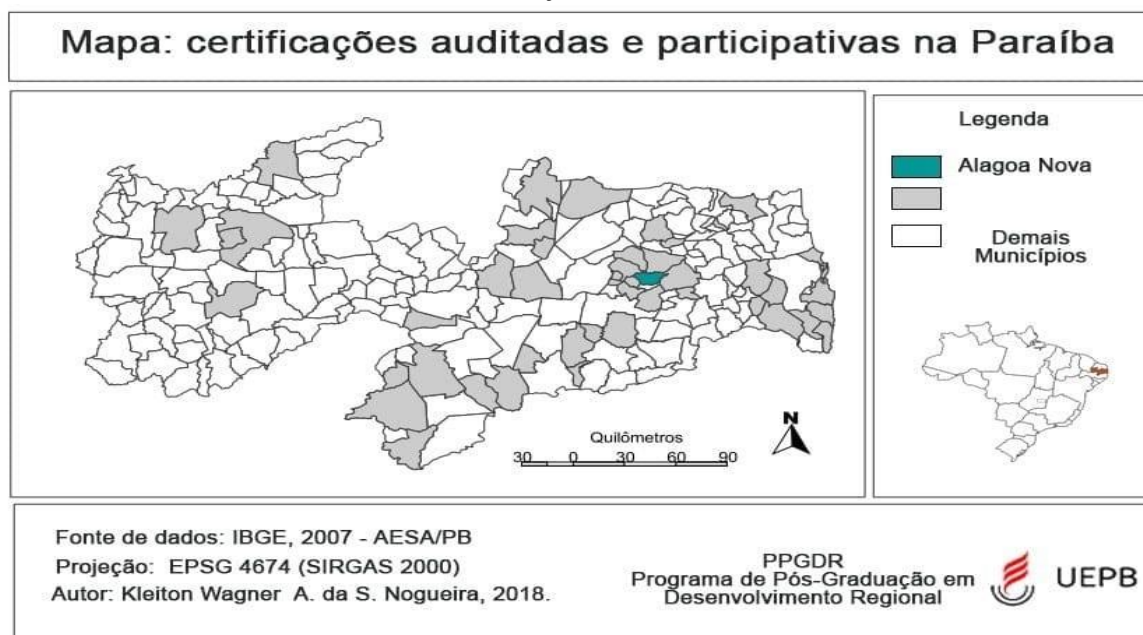 Mapa: certificações auditadas e participativas na Paraíba
Legenda
Alagoa Nova
Demais
Municípios
N
Quilômetros
30 0 30 60 90
Fonte de dados: IBGE, 2007 - AESA/PB
Projeção: EPSG 4674 (SIRGAS 2000)
Autor: Kleiton Wagner A. da S. Nogueira, 2018.
PPGDR
Programa de Pós-Graduação em
Desenvolvimento Regional
UEPB